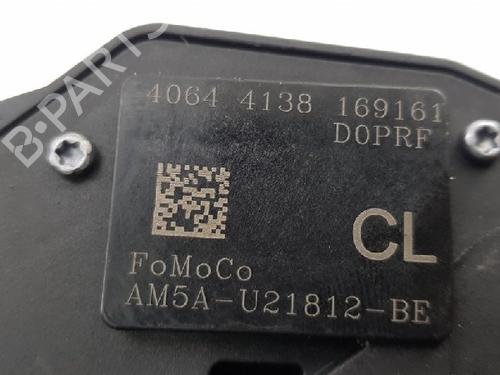 B-PARTS
4064 4138 169161
D0PRF
CL
FoMoCo
AM5A-U21812-BE